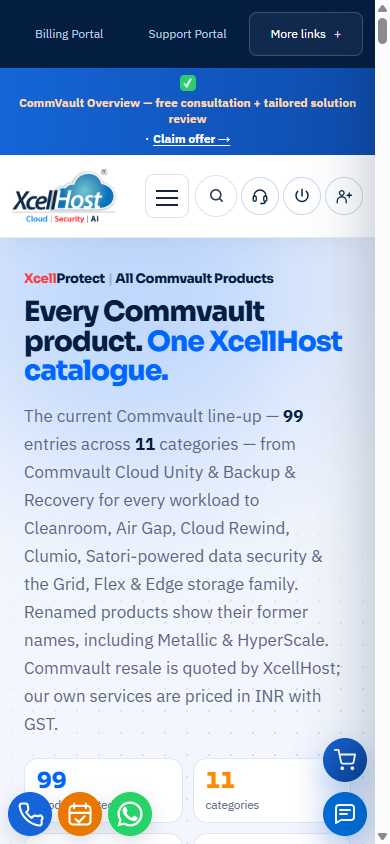 Billing Portal
Support Portal
More links +
CommVault Overview — free consultation + tailored solution
review
· Claim offer →
XcellHost®
Cloud | Security | AI
XcellProtect | All Commvault Products
Every Commvault
product. One XcellHost
catalogue.
The current Commvault line-up — 99
entries across 11 categories — from
Commvault Cloud Unity & Backup &
Recovery for every workload to
Cleanroom, Air Gap, Cloud Rewind,
Clumio, Satori-powered data security &
the Grid, Flex & Edge storage family.
Renamed products show their former
names, including Metallic & HyperScale.
Commvault resale is quoted by XcellHost;
our own services are priced in INR with
GST.
99
11
categories